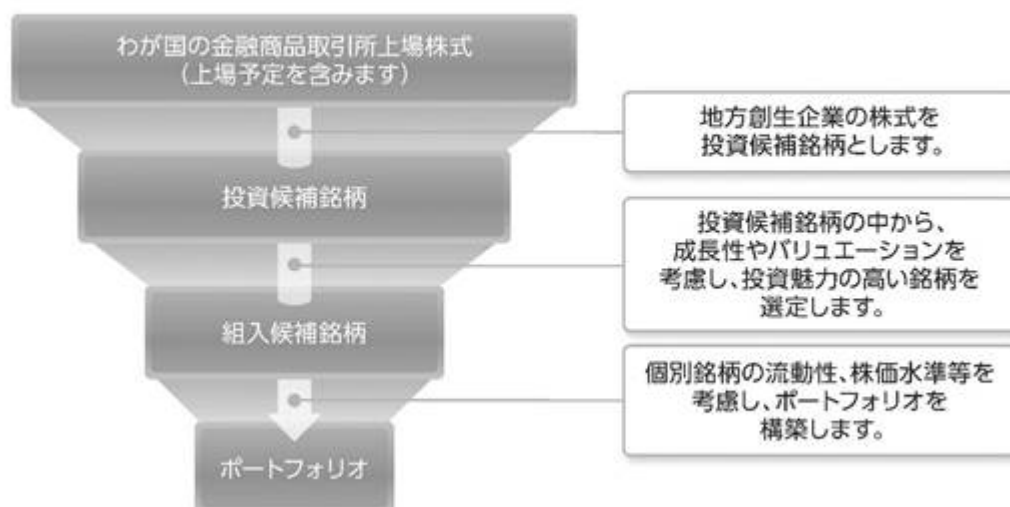 わが国の金融商品取引所上場株式
（上場予定を含みます）
地方創生企業の株式を
投資候補銘柄とします。
投資候補銘柄
投資候補銘柄の中から、
成長性やバリュエーションを
考慮し、投資魅力の高い銘柄を
選定します。
組入候補銘柄
個別銘柄の流動性、株価水準等を
考慮し、ポートフォリオを
構築します。
ポートフォリオ